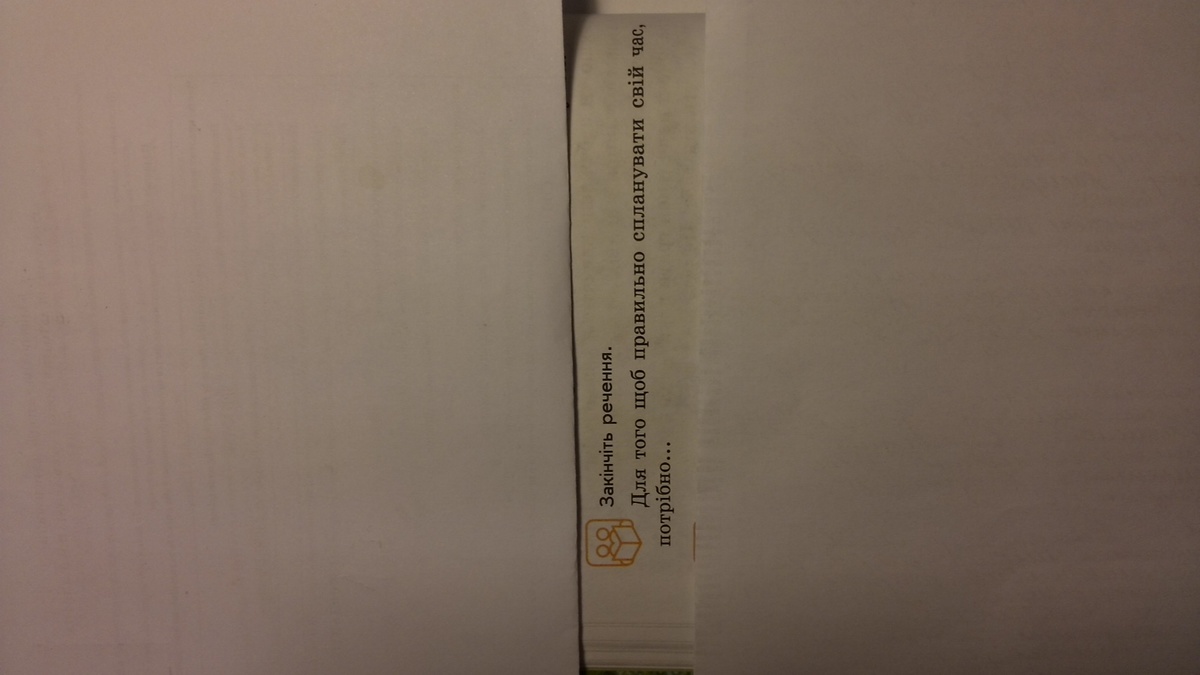 Закінчіть речення.
Для того щоб правильно спланувати свій час,
потрібно...